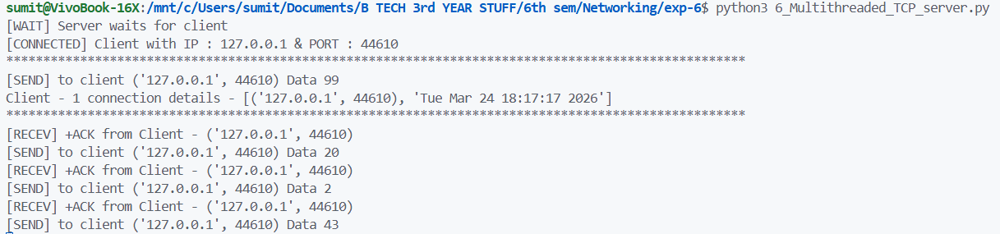 sumit@VivoBook-16X:/mnt/c/Users/sumit/Documents/B TECH 3rd YEAR STUFF/6th sem/Networking/exp-6$ python3 6_Multithreaded_TCP_server.py
[WAIT] Server waits for client
[CONNECTED] Client with IP : 127.0.0.1 & PORT : 44610
****************************************************************************************************
[SEND] to client ('127.0.0.1', 44610) Data 99
Client - 1 connection details - [('127.0.0.1', 44610), 'Tue Mar 24 18:17:17 2026']
****************************************************************************************************
[RECEV] +ACK from Client - ('127.0.0.1', 44610)
[SEND] to client ('127.0.0.1', 44610) Data 20
[RECEV] +ACK from Client - ('127.0.0.1', 44610)
[SEND] to client ('127.0.0.1', 44610) Data 2
[RECEV] +ACK from Client - ('127.0.0.1', 44610)
[SEND] to client ('127.0.0.1', 44610) Data 43